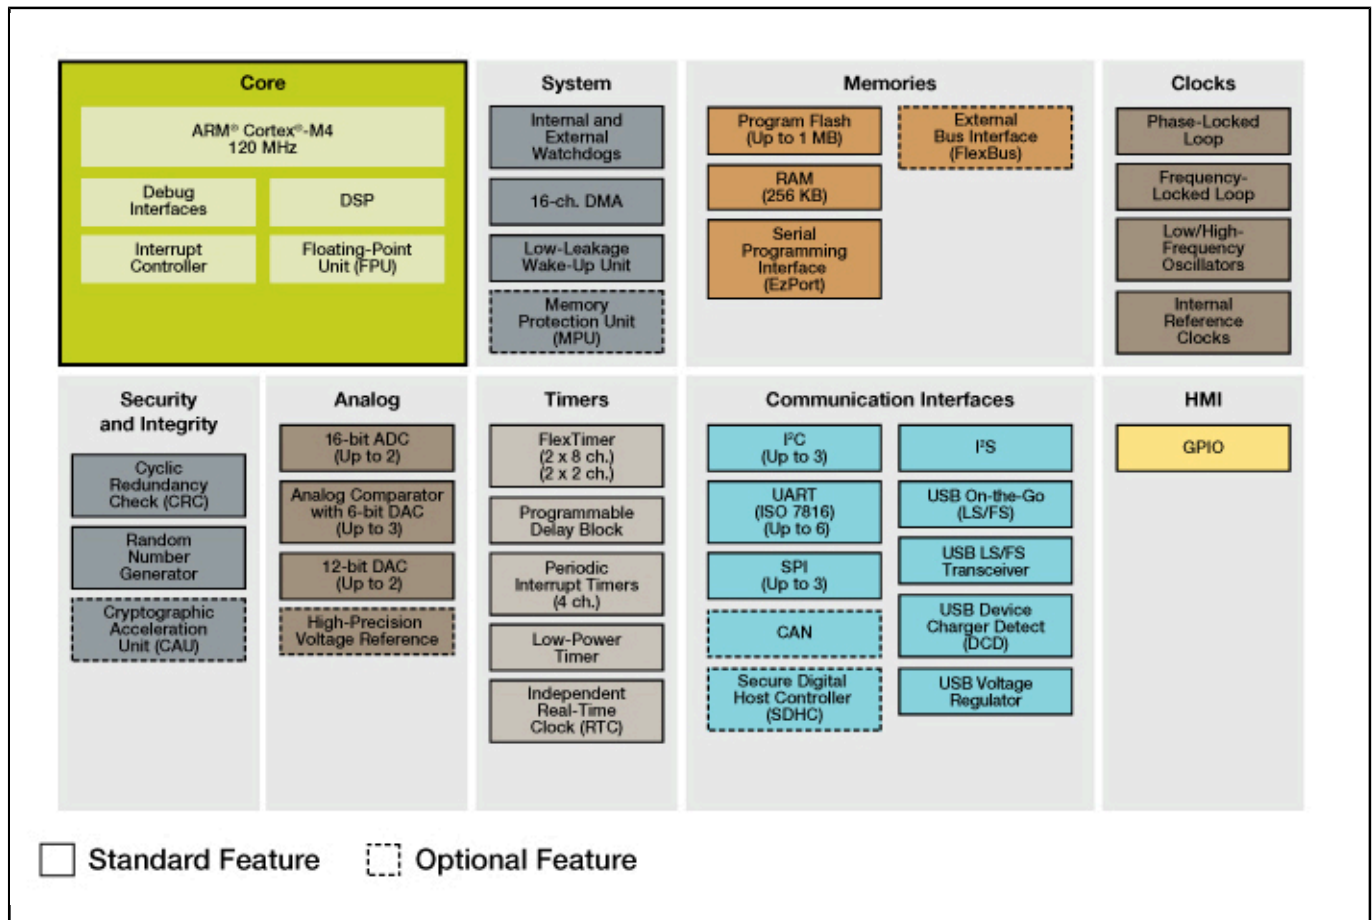 Core
ARM® Cortex®-M4
120 MHz
Debug
Interfaces
DSP
Interrupt
Controller
Floating-Point
Unit (FPU)
System
Internal and
External
Watchdogs
16-ch. DMA
Low-Leakage
Wake-Up Unit
Memory
Protection Unit
(MPU)
Memories
Program Flash
(Up to 1 MB)
External
Bus Interface
(FlexBus)
RAM
(256 KB)
Serial
Programming
Interface
(EzPort)
Clocks
Phase-Locked
Loop
Frequency-
Locked Loop
Low/High-
Frequency
Oscillators
Internal
Reference
Clocks
Security
and Integrity
Cyclic
Redundancy
Check (CRC)
Random
Number
Generator
Cryptographic
Acceleration
Unit (CAU)
Analog
16-bit ADC
(Up to 2)
Analog Comparator
with 6-bit DAC
(Up to 3)
12-bit DAC
(Up to 2)
High-Precision
Voltage Reference
Timers
FlexTimer
(2 x 8 ch.)
(2 x 2 ch.)
Programmable
Delay Block
Periodic
Interrupt Timers
(4 ch.)
Low-Power
Timer
Independent
Real-Time
Clock (RTC)
Communication Interfaces
I²C
(Up to 3)
UART
(ISO 7816)
(Up to 6)
SPI
(Up to 3)
CAN
Secure Digital
Host Controller
(SDHC)
I²S
USB On-the-Go
(LS/FS)
USB LS/FS
Transceiver
USB Device
Charger Detect
(DCD)
USB Voltage
Regulator
HMI
GPIO
Standard Feature
Optional Feature